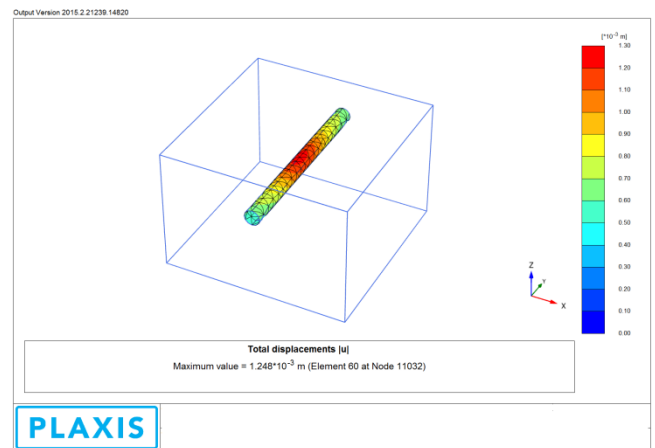 Output Version 2015.2.21239.14820
[*10-3 m]
1.30
1.20
1.10
1.00
0.90
0.80
0.70
0.60
0.50
0.40
0.30
0.20
0.10
0.00
Z
Y
X
Total displacements |u|
Maximum value = 1.248*10-3 m (Element 60 at Node 11032)
PLAXIS